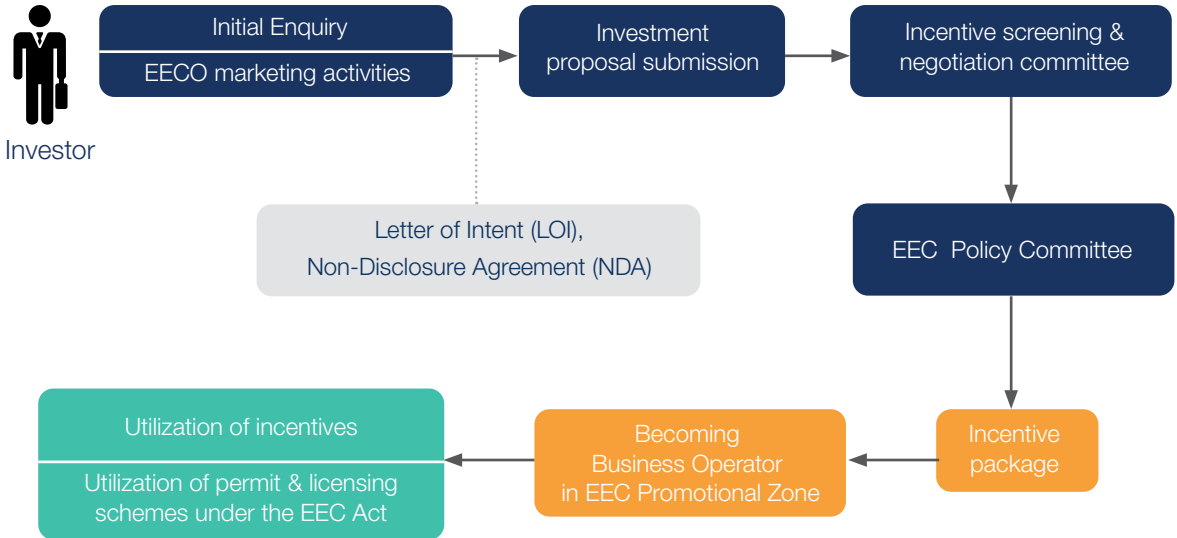 Investor
Initial Enquiry
EECO marketing activities
Investment
proposal submission
Incentive screening &
negotiation committee
Letter of Intent (LOI),
Non-Disclosure Agreement (NDA)
EEC Policy Committee
Incentive
package
Becoming
Business Operator
in EEC Promotional Zone
Utilization of incentives
Utilization of permit & licensing
schemes under the EEC Act